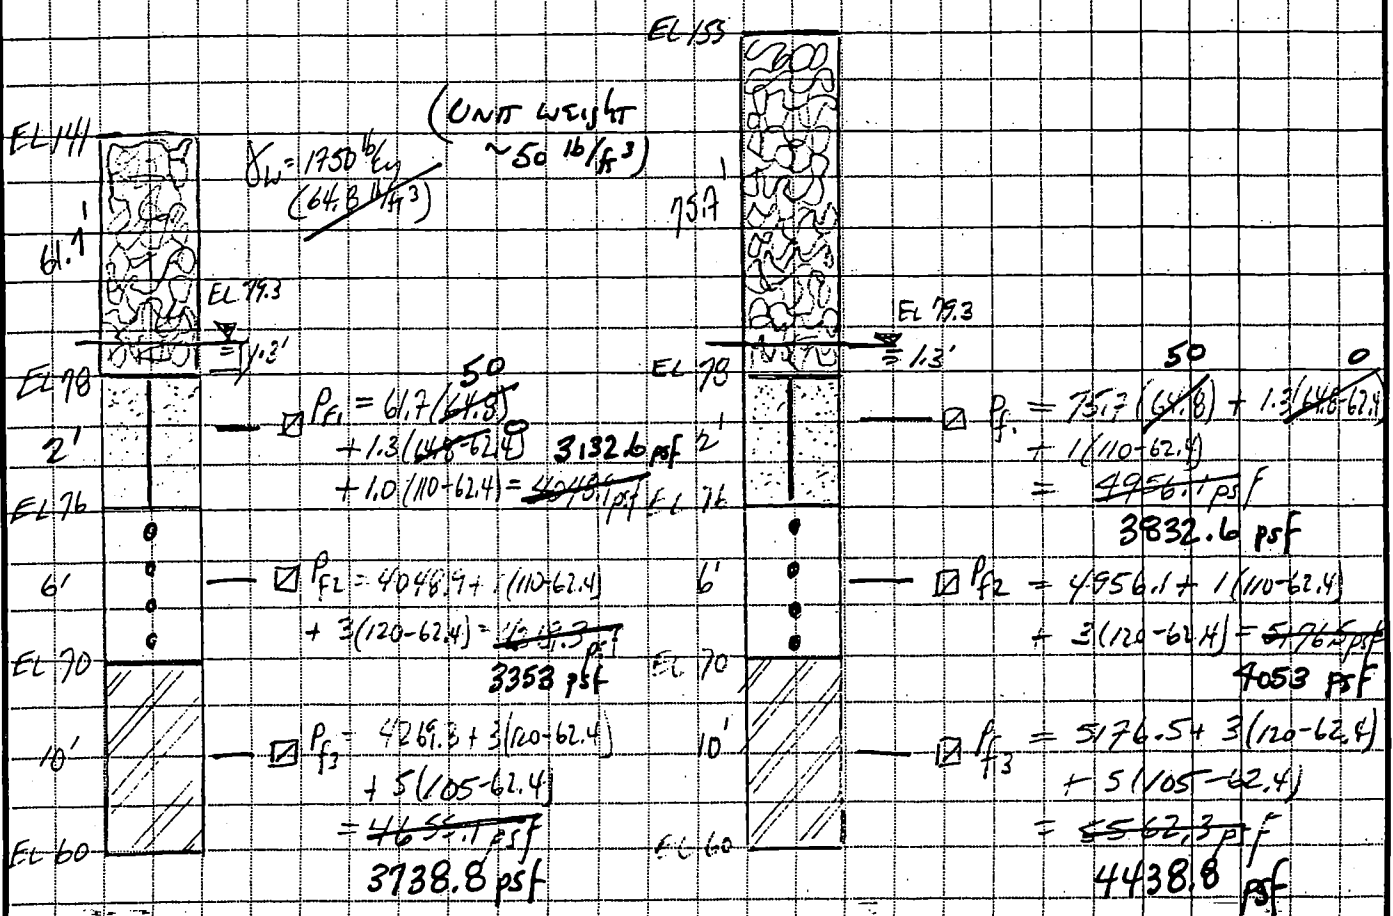 EL 155
(UNIT WEIGHT
~50 lb/ft³)
EL 141
γw = 1750 lb/cy
(64.8 lb/ft³)
61.7'
75.7'
EL 79.3
1.3'
EL 79.3
1.3'
EL 78
50
Pf1 = 61.7(64.8)
+ 1.3(64.8-62.4) 0
3132.6 psf
+ 1.0(110-62.4) = 4048.9 psf
2'
EL 76
6'
Pf2 = 4048.9 + 1(110-62.4)
+ 3(120-62.4) = 4269.3 psf
3353 psf
EL 70
10'
Pf3 = 4269.3 + 3(120-62.4)
+ 5(105-62.4)
= 4655.1 psf
3738.8 psf
EL 60
EL 78
50 0
Pf1 = 75.7(64.8) + 1.3(64.8-62.4)
+ 1(110-62.4)
= 4956.1 psf
3832.6 psf
2'
EL 76
6'
Pf2 = 4956.1 + 1(110-62.4)
+ 3(120-62.4) = 5176.5 psf
4053 psf
EL 70
10'
Pf3 = 5176.5 + 3(120-62.4)
+ 5(105-62.4)
= 5562.3 psf
4438.8 psf
EL 60